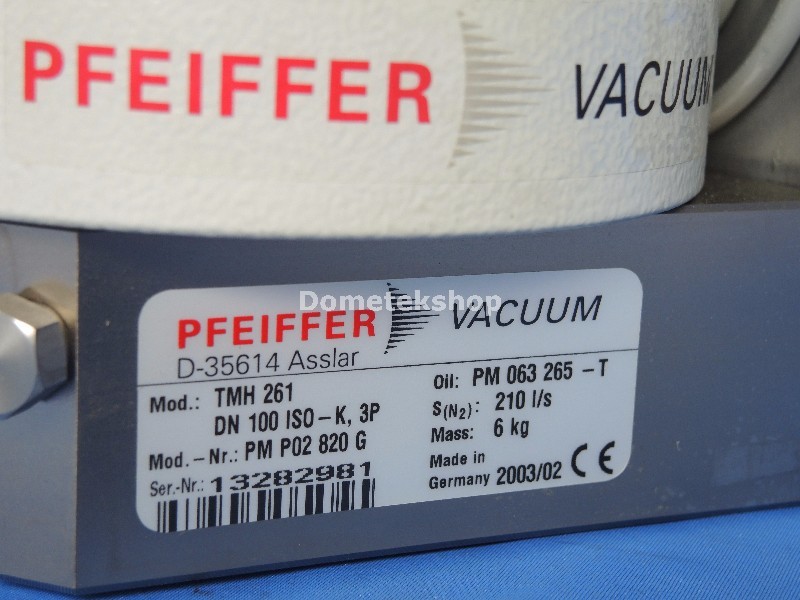 PFEIFFER VACUUM
Dometekshop
PFEIFFER VACUUM
D-35614 Asslar
Mod.: TMH 261
DN 100 ISO-K, 3P
Mod.-Nr.: PM P02 820 G
Ser.-Nr.: 13282981
Oil: PM 063 265 -T
S(N2): 210 l/s
Mass: 6 kg
Made in
Germany 2003/02 CE